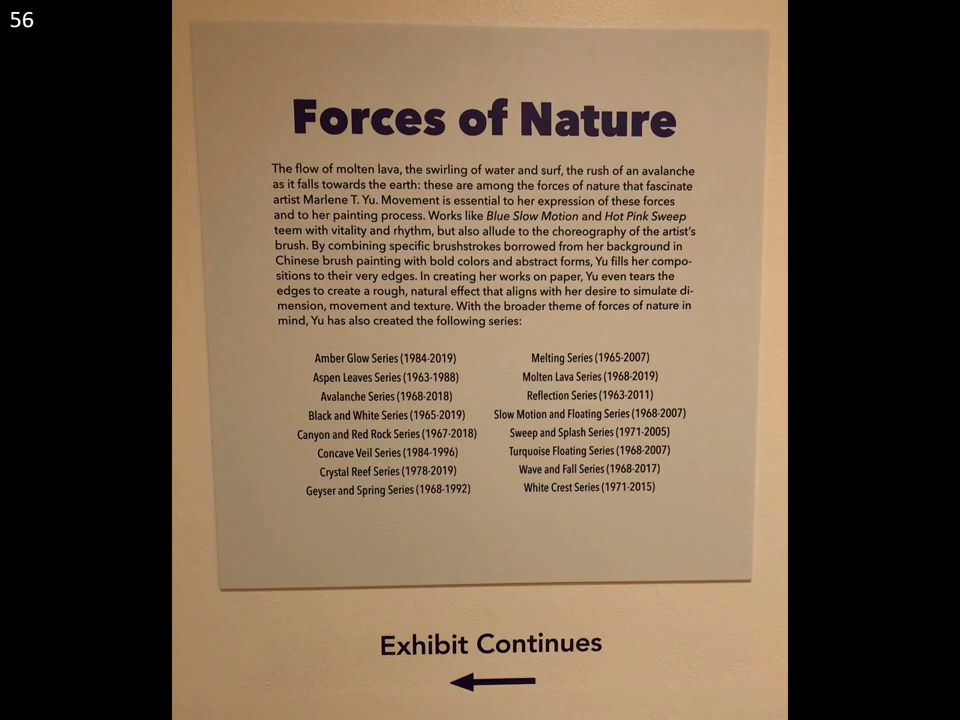 56
Forces of Nature
The flow of molten lava, the swirling of water and surf, the rush of an avalanche
as it falls towards the earth: these are among the forces of nature that fascinate
artist Marlene T. Yu. Movement is essential to her expression of these forces
and to her painting process. Works like Blue Slow Motion and Hot Pink Sweep
teem with vitality and rhythm, but also allude to the choreography of the artist's
brush. By combining specific brushstrokes borrowed from her background in
Chinese brush painting with bold colors and abstract forms, Yu fills her compo-
sitions to their very edges. In creating her works on paper, Yu even tears the
edges to create a rough, natural effect that aligns with her desire to simulate di-
mension, movement and texture. With the broader theme of forces of nature in
mind, Yu has also created the following series:
Amber Glow Series (1984-2019)
Aspen Leaves Series (1963-1988)
Avalanche Series (1968-2018)
Black and White Series (1965-2019)
Canyon and Red Rock Series (1967-2018)
Concave Veil Series (1984-1996)
Crystal Reef Series (1978-2019)
Geyser and Spring Series (1968-1992)
Melting Series (1965-2007)
Molten Lava Series (1968-2019)
Reflection Series (1963-2011)
Slow Motion and Floating Series (1968-2007)
Sweep and Splash Series (1971-2005)
Turquoise Floating Series (1968-2007)
Wave and Fall Series (1968-2017)
White Crest Series (1971-2015)
Exhibit Continues